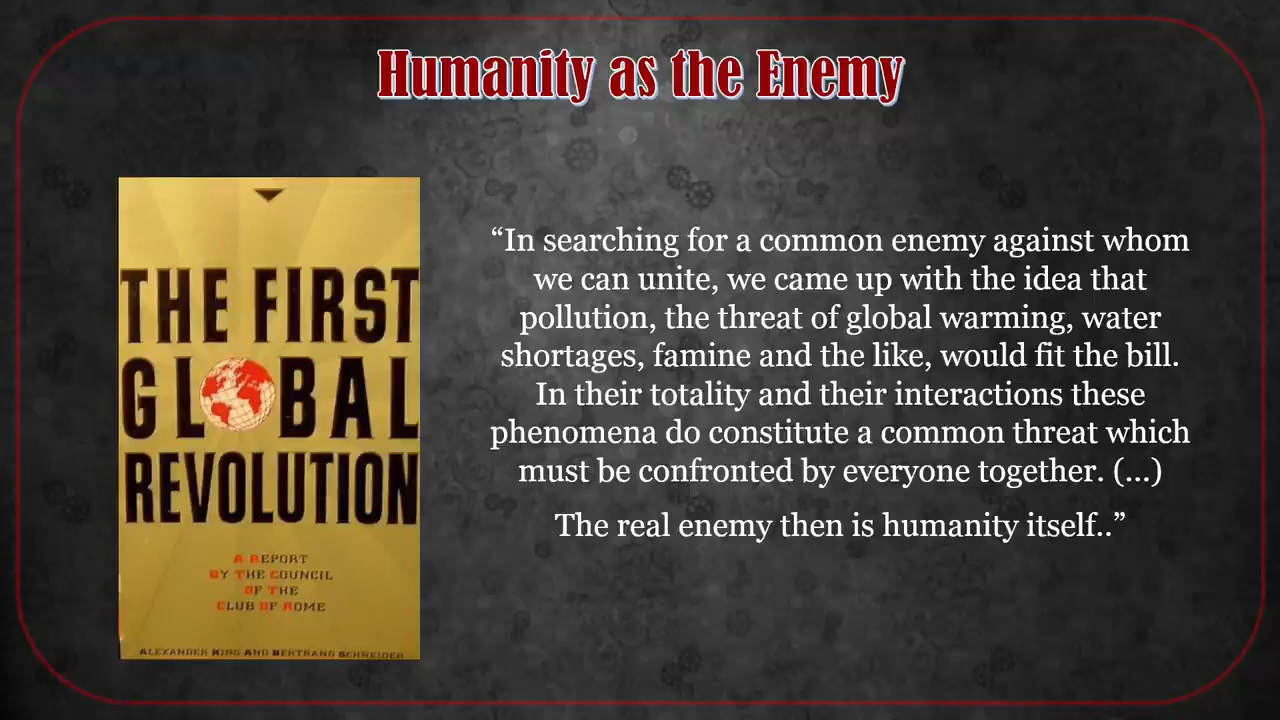 Humanity as the Enemy
THE FIRST
GLOBAL
REVOLUTION
A REPORT
BY THE COUNCIL
OF THE
CLUB OF ROME
ALEXANDER KING AND BERTRAND SCHNEIDER
“In searching for a common enemy against whom
we can unite, we came up with the idea that
pollution, the threat of global warming, water
shortages, famine and the like, would fit the bill.
In their totality and their interactions these
phenomena do constitute a common threat which
must be confronted by everyone together. (...)
The real enemy then is humanity itself..”